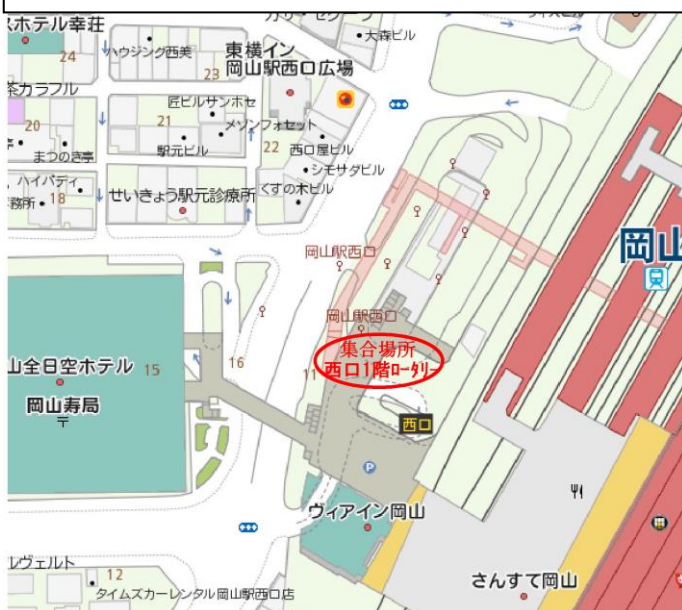 スホテル幸荘
24
ハウジング西美
23
東横イン
岡山駅西口広場
大森ビル
茶カラフル
匠ビルサンホセ
20
21
メゾンフォセット
まつのき亭
駅元ビル
22
西口屋ビル
シモサダビル
ハイパディ
務所
18
せいきょう駅元診療所
くすの木ビル
岡山
岡山駅西口
岡山駅西口
集合場所
西口1階ロータリー
11
山全日空ホテル
15
16
岡山寿局
〒
西口
P
ヴィアイン岡山
ルヴェルト
12
タイムズカーレンタル岡山駅西口店
さんすて岡山